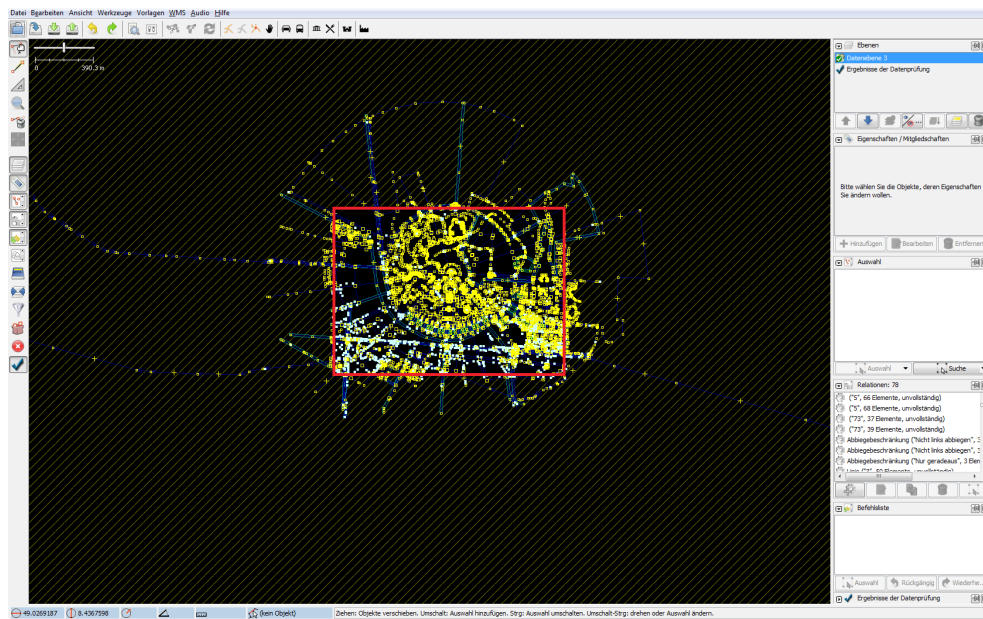 Datei Bearbeiten Ansicht Werkzeuge Vorlagen WMS Audio Hilfe
0 390.3 m
Ebenen
Datenebene 3
Ergebnisse der Datenprüfung
Eigenschaften / Mitgliedschaften
Bitte wählen Sie die Objekte, deren Eigenschaften
Sie ändern wollen.
Hinzufügen Bearbeiten Entfernen
Auswahl
Auswahl Suche
Relationen: 78
("5", 66 Elemente, unvollständig)
("5", 68 Elemente, unvollständig)
("73", 37 Elemente, unvollständig)
("73", 39 Elemente, unvollständig)
Abbiegebeschränkung ("Nicht links abbiegen", 3
Abbiegebeschränkung ("Nicht links abbiegen", 3
Abbiegebeschränkung ("Nur geradeaus", 3 Elen
Befehlsliste
Auswahl Rückgängig Wiederhe...
Ergebnisse der Datenprüfung
49.0269187 8.4367598 (kein Objekt) Ziehen: Objekte verschieben. Umschalt: Auswahl hinzufügen. Strg: Auswahl umschalten. Umschalt-Strg: drehen oder Auswahl ändern.